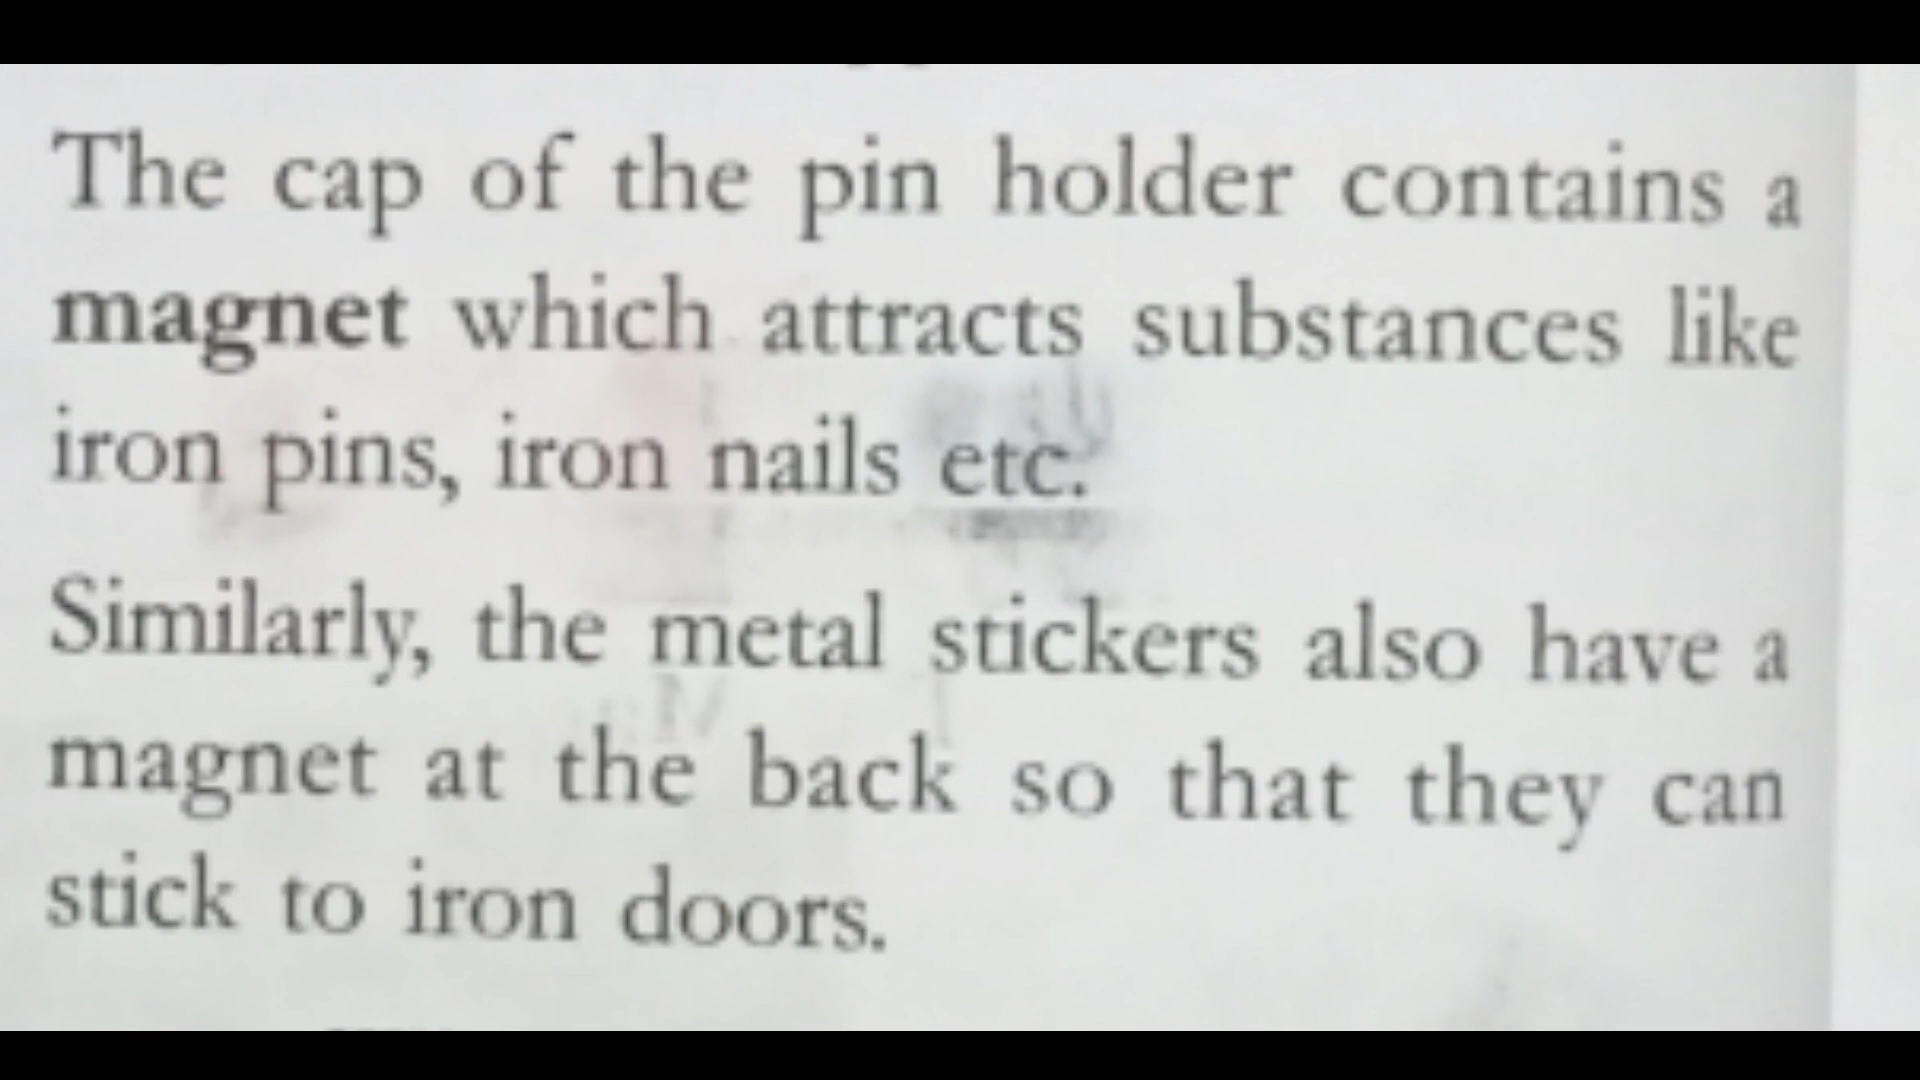 The cap of the pin holder contains a
magnet which attracts substances like
iron pins, iron nails etc.
Similarly, the metal stickers also have a
magnet at the back so that they can
stick to iron doors.